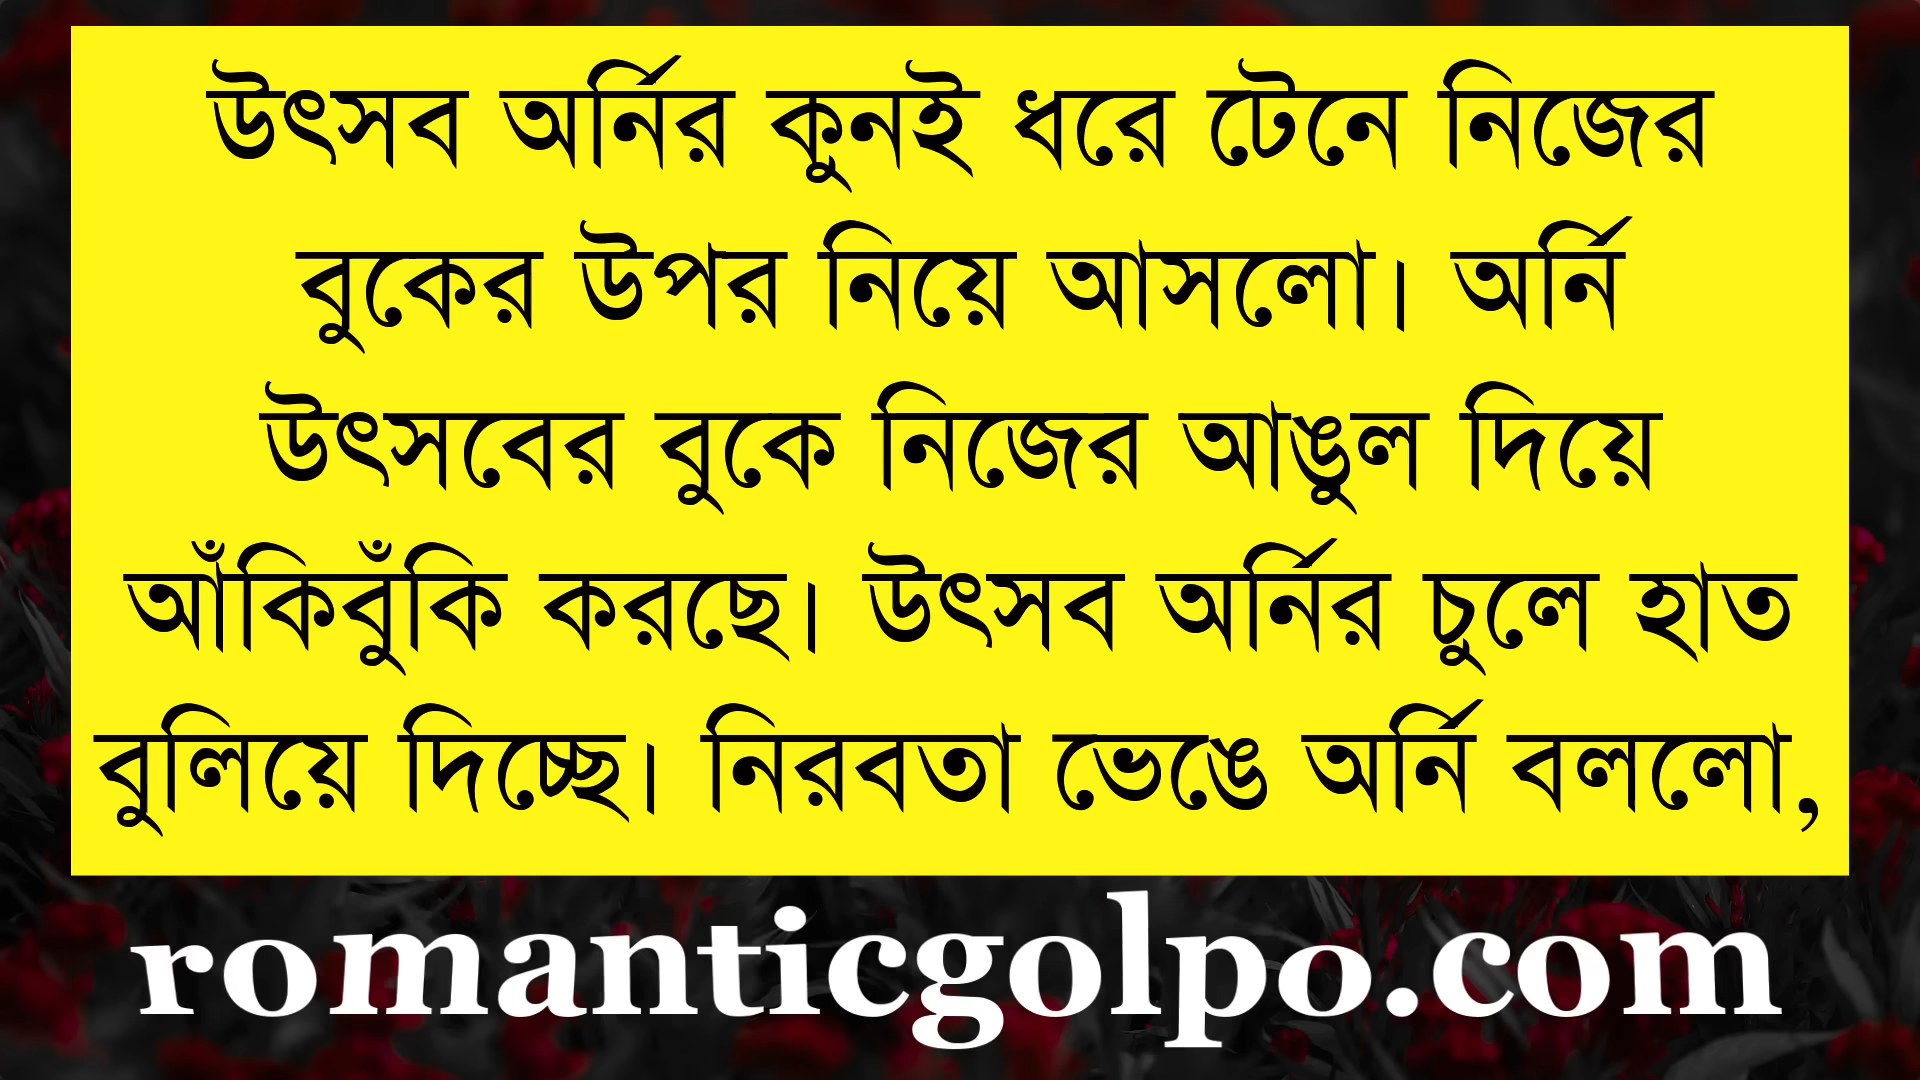 উৎসব অর্নির কুনই ধরে টেনে নিজের
বুকের উপর নিয়ে আসলো। অর্নি
উৎসবের বুকে নিজের আঙুল দিয়ে
আঁকিবুঁকি করছে। উৎসব অর্নির চুলে হাত
বুলিয়ে দিচ্ছে। নিরবতা ভেঙে অর্নি বললো,
romanticgolpo.com